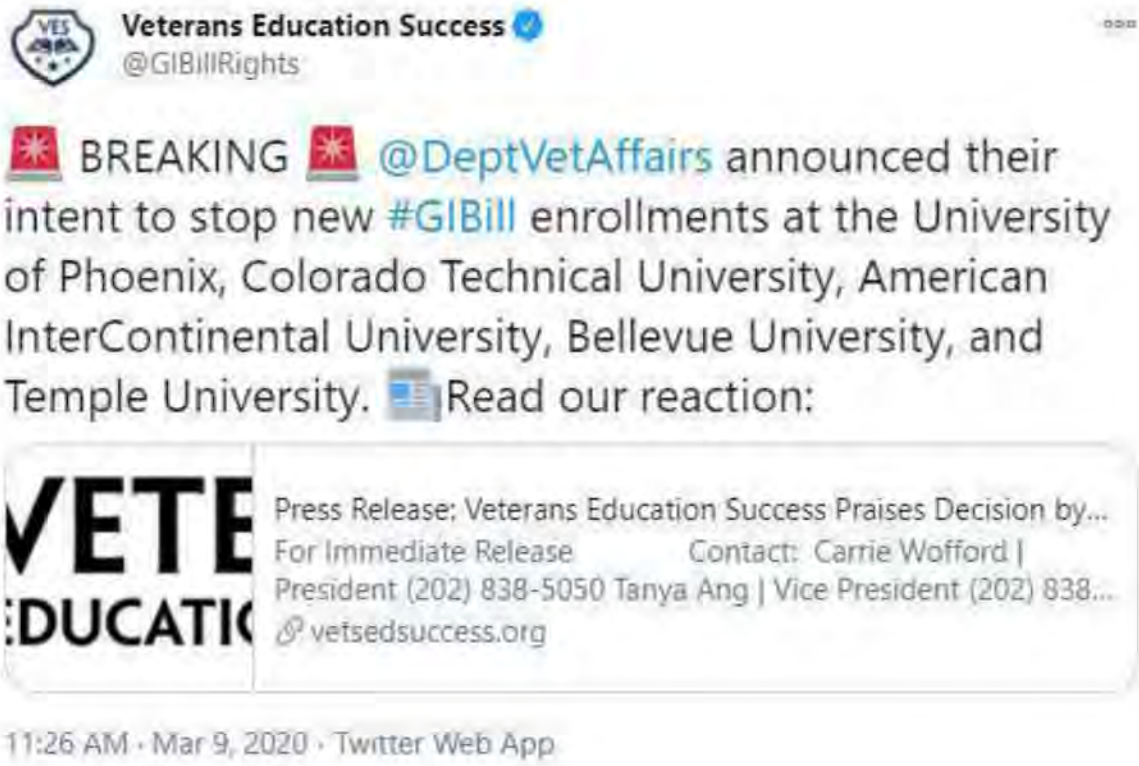 VES
Veterans Education Success
@GIBillRights
BREAKING @DeptVetAffairs announced their
intent to stop new #GIBill enrollments at the University
of Phoenix, Colorado Technical University, American
InterContinental University, Bellevue University, and
Temple University. Read our reaction:
VETE
EDUCATIO
Press Release: Veterans Education Success Praises Decision by...
For Immediate Release Contact: Carrie Wofford |
President (202) 838-5050 Tanya Ang | Vice President (202) 838...
vetsedsuccess.org
11:26 AM · Mar 9, 2020 · Twitter Web App